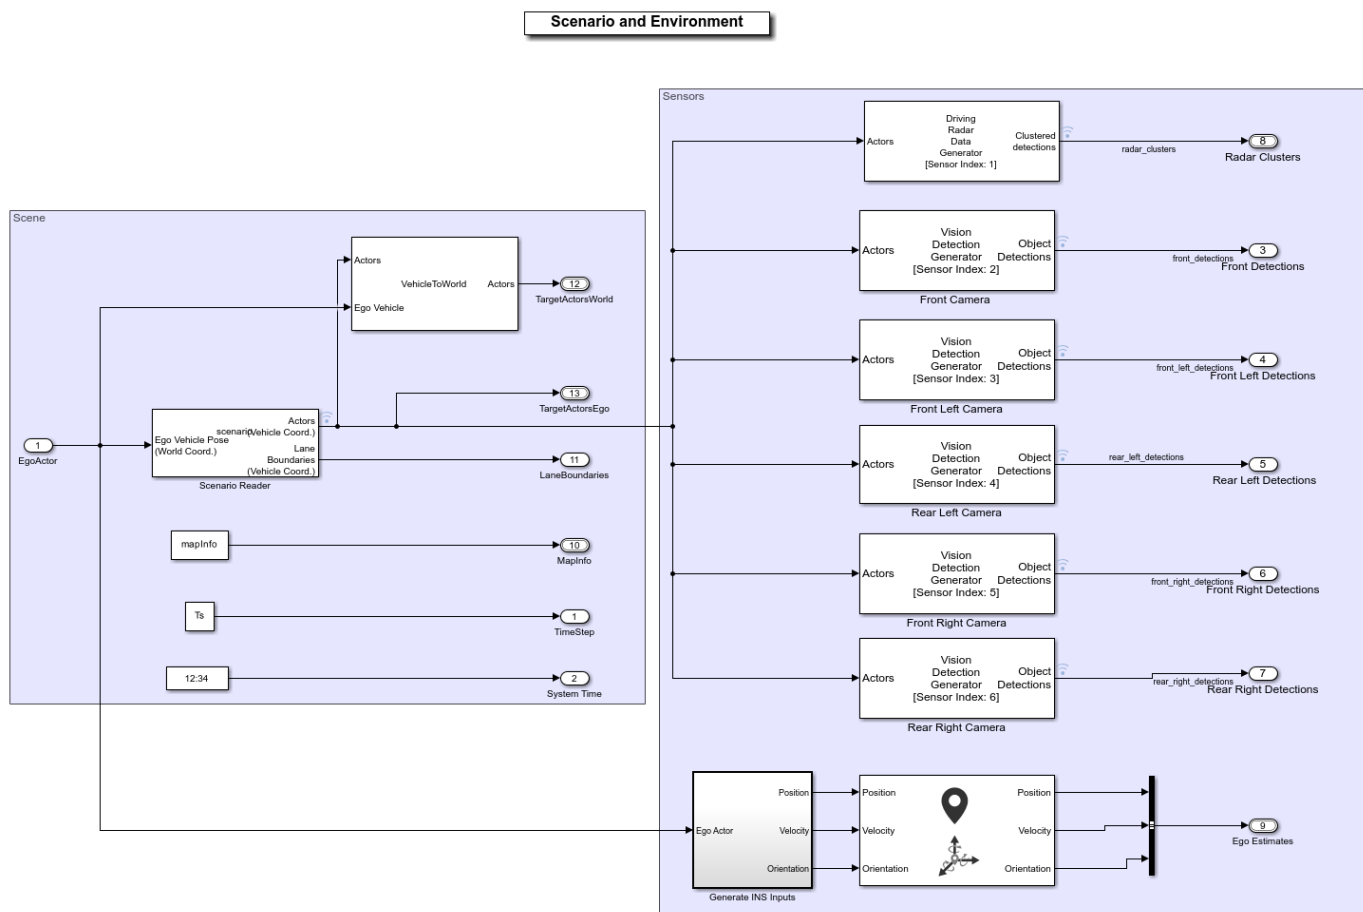 Scenario and Environment
Scene
Actors
Ego Vehicle
VehicleToWorld
Actors
12
TargetActorsWorld
13
TargetActorsEgo
1
EgoActor
Ego Vehicle Pose
(World Coord.)
scenario
Actors
(Vehicle Coord.)
Lane
Boundaries
(Vehicle Coord.)
Scenario Reader
11
LaneBoundaries
mapInfo
10
MapInfo
Ts
1
TimeStep
12:34
2
System Time
Sensors
Actors
Driving
Radar
Data
Generator
[Sensor Index: 1]
Clustered
detections
radar_clusters
8
Radar Clusters
Actors
Vision
Detection
Generator
[Sensor Index: 2]
Object
Detections
Front Camera
front_detections
3
Front Detections
Actors
Vision
Detection
Generator
[Sensor Index: 3]
Object
Detections
Front Left Camera
front_left_detections
4
Front Left Detections
Actors
Vision
Detection
Generator
[Sensor Index: 4]
Object
Detections
Rear Left Camera
rear_left_detections
5
Rear Left Detections
Actors
Vision
Detection
Generator
[Sensor Index: 5]
Object
Detections
Front Right Camera
front_right_detections
6
Front Right Detections
Actors
Vision
Detection
Generator
[Sensor Index: 6]
Object
Detections
Rear Right Camera
rear_right_detections
7
Rear Right Detections
Ego Actor
Position
Velocity
Orientation
Generate INS Inputs
Position
Velocity
Orientation
Position
Velocity
Orientation
9
Ego Estimates